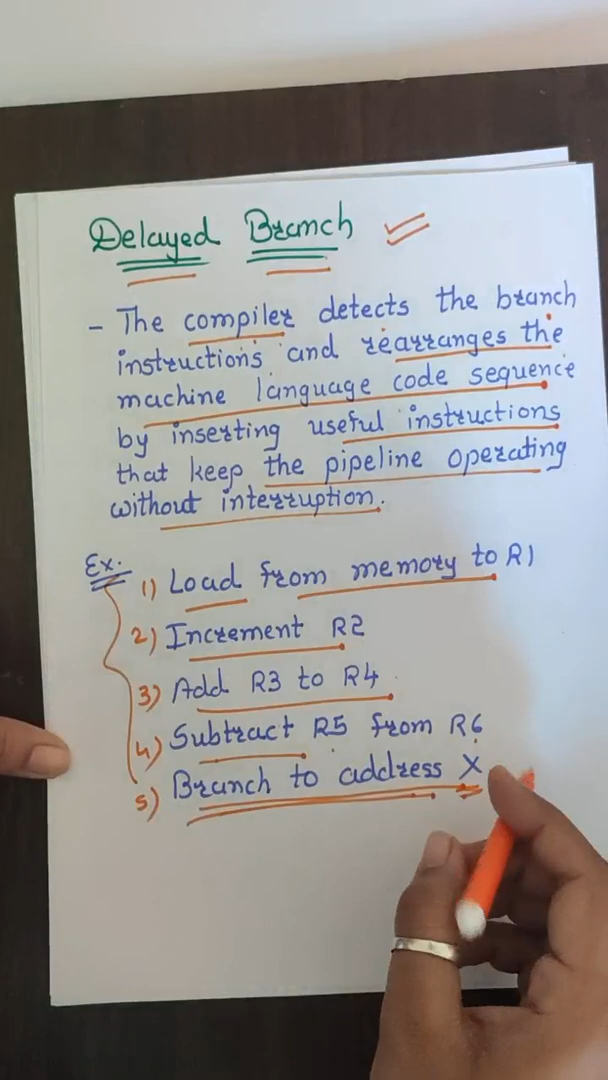 Delayed Branch
- The compiler detects the branch
instructions and rearranges the
machine language code sequence
by inserting useful instructions
that keep the pipeline operating
without interruption.
Ex.
1) Load from memory to R1
2) Increment R2
3) Add R3 to R4
4) Subtract R5 from R6
5) Branch to address X